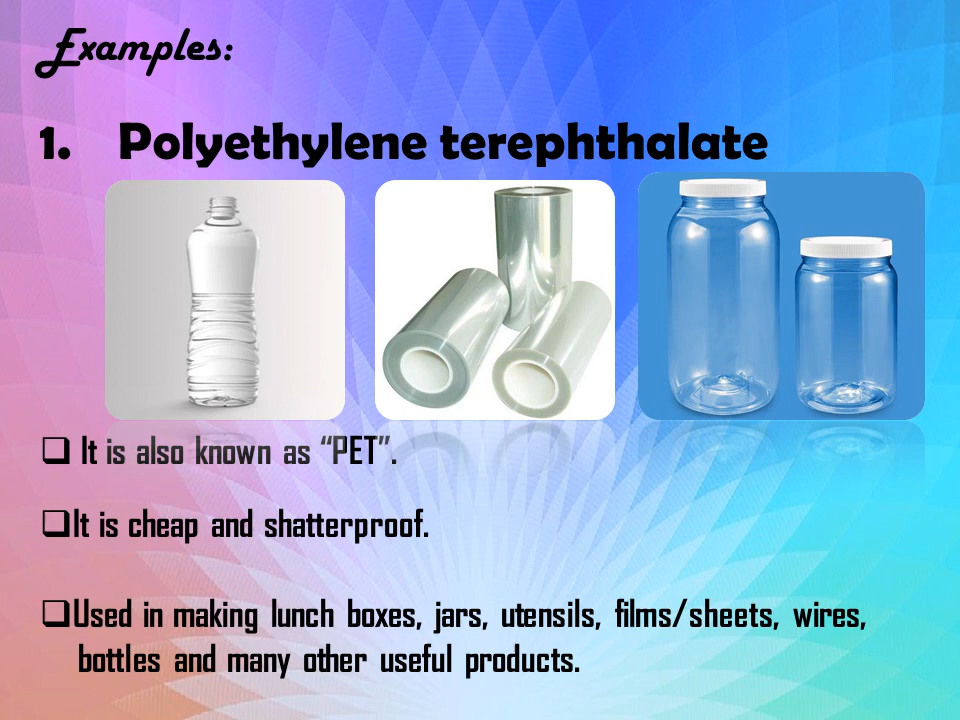 Examples:
1. Polyethylene terephthalate
❑ It is also known as “PET”.
❑It is cheap and shatterproof.
❑Used in making lunch boxes, jars, utensils, films/sheets, wires,
bottles and many other useful products.